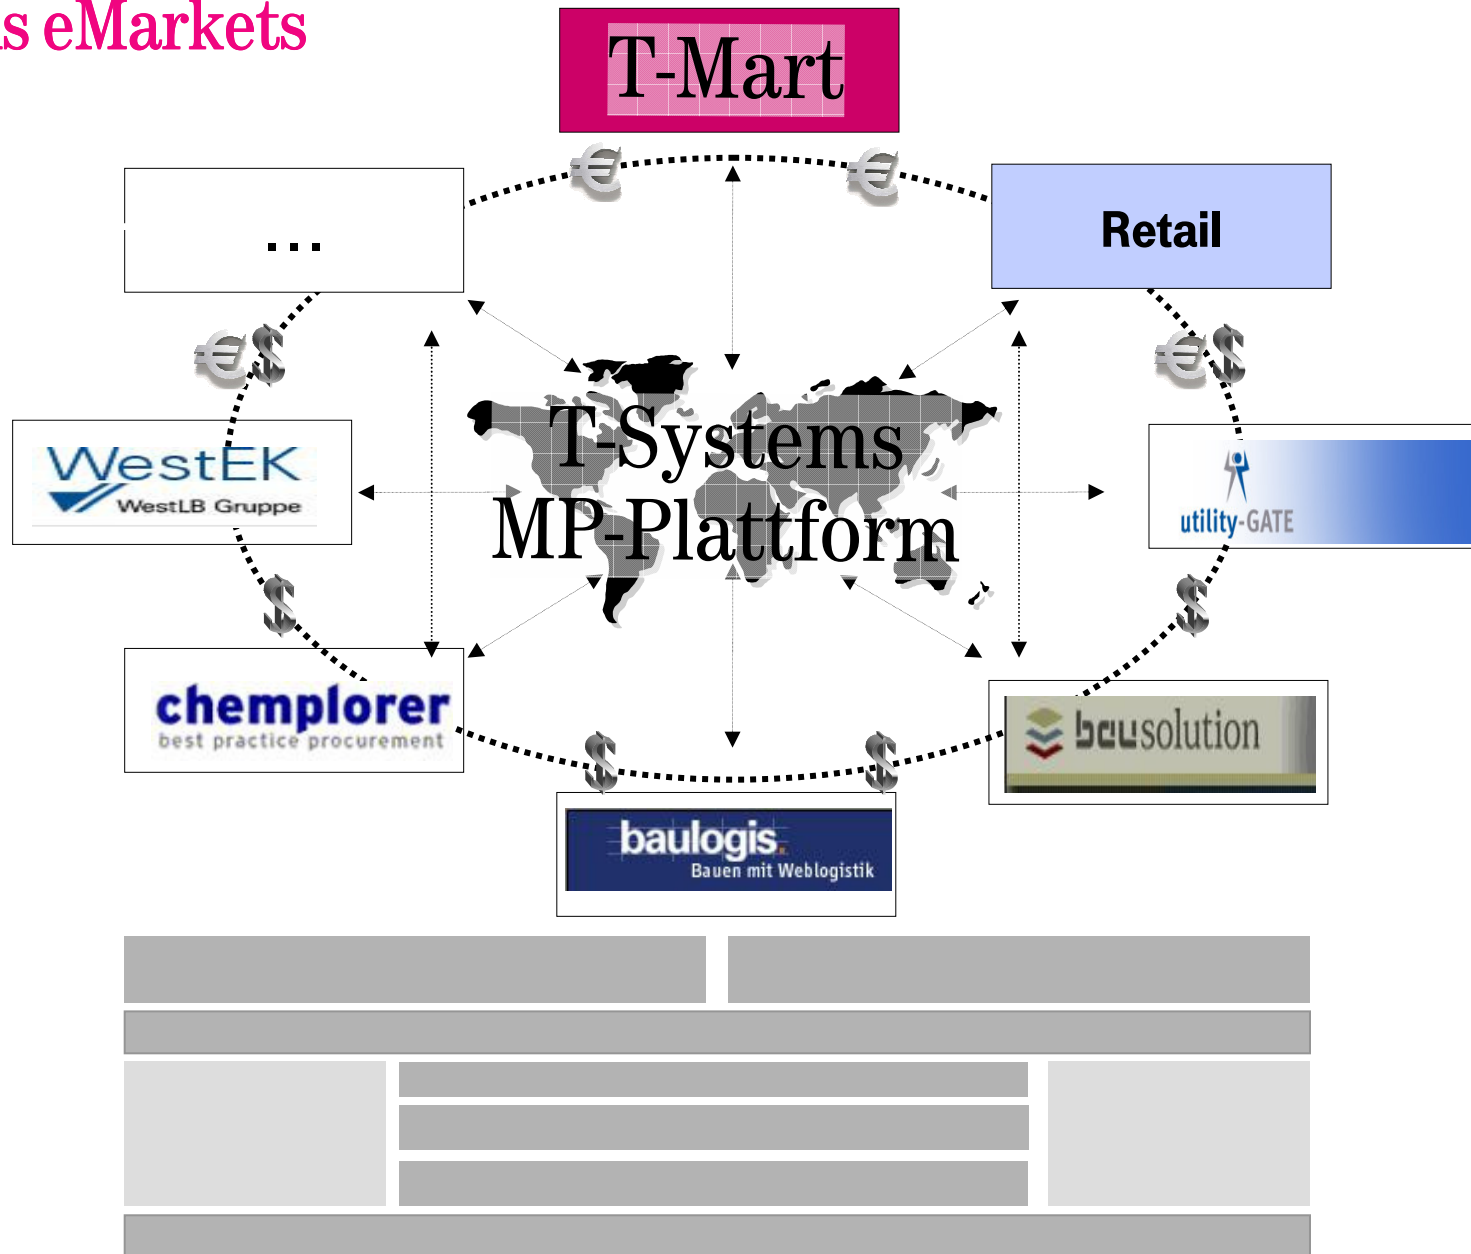 s eMarkets
T-Mart
...
Retail
T-Systems
MP-Plattform
WestEK
WestLB Gruppe
utility-GATE
chemplorer
best practice procurement
bausolution
baulogis.
Bauen mit Weblogistik